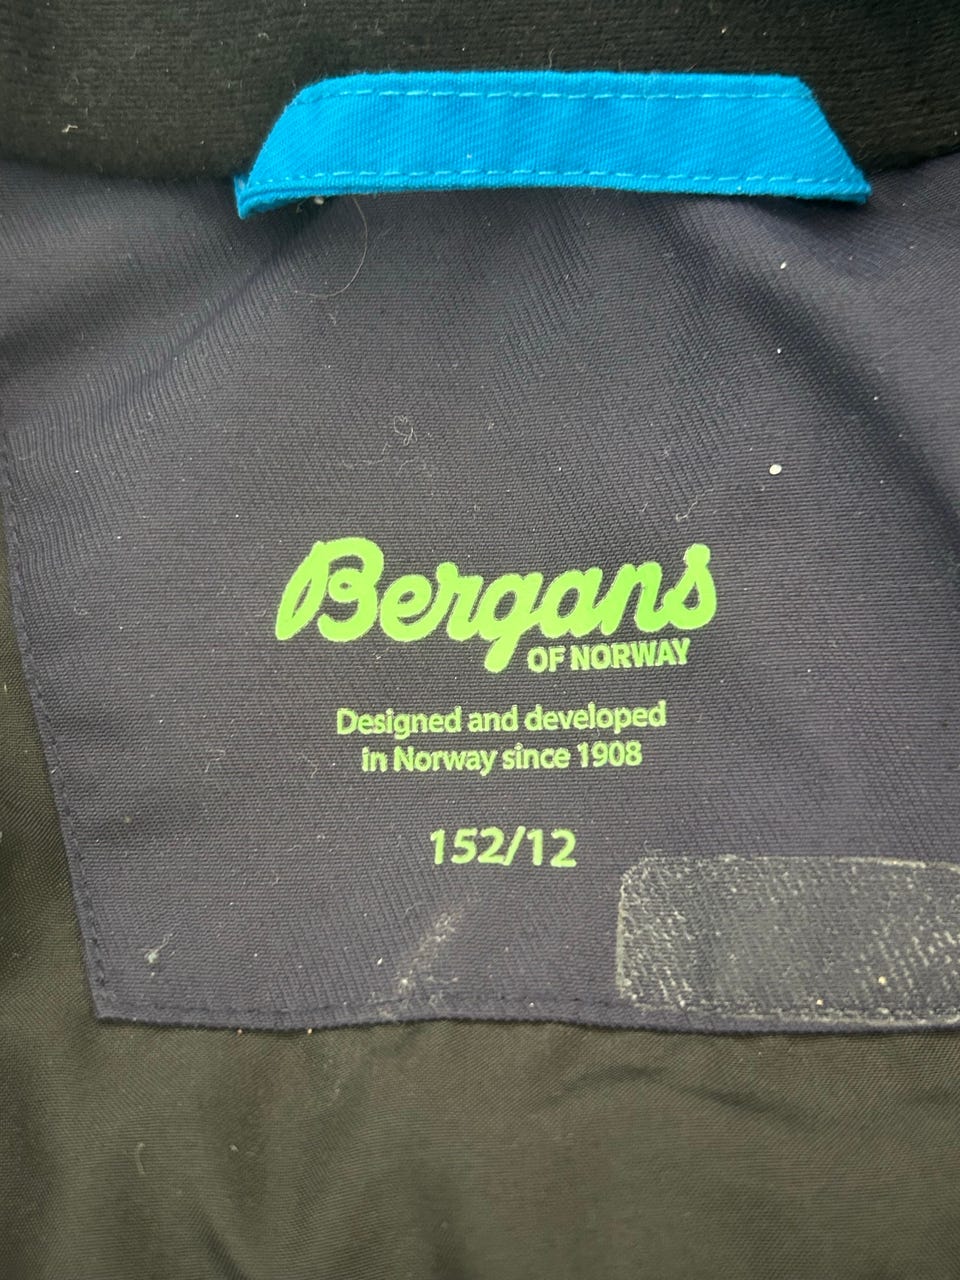 Bergans
OF NORWAY
Designed and developed
in Norway since 1908
152/12